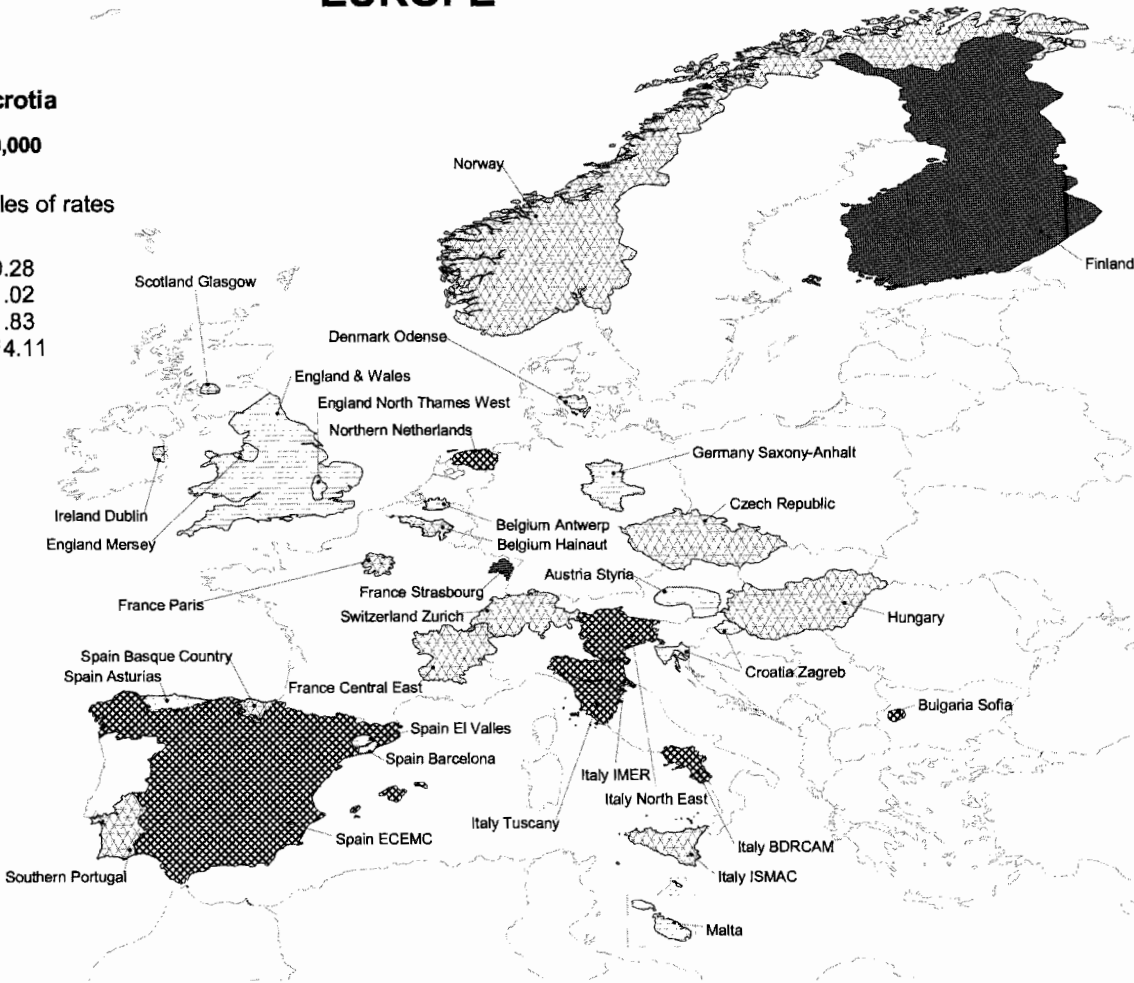 EUROPE
crotia
0,000
les of rates
0.28
.02
.83
4.11
Norway
Finland
Scotland Glasgow
Denmark Odense
England & Wales
England North Thames West
Northern Netherlands
Germany Saxony-Anhalt
Czech Republic
Ireland Dublin
Belgium Antwerp
England Mersey
Belgium Hainaut
Austria Styria
France Strasbourg
France Paris
Switzerland Zurich
Hungary
Spain Basque Country
Croatia Zagreb
Spain Asturias
France Central East
Bulgaria Sofia
Spain El Valles
Spain Barcelona
Italy IMER
Italy North East
Italy Tuscany
Spain ECEMC
Italy BDRCAM
Southern Portugal
Italy ISMAC
Malta